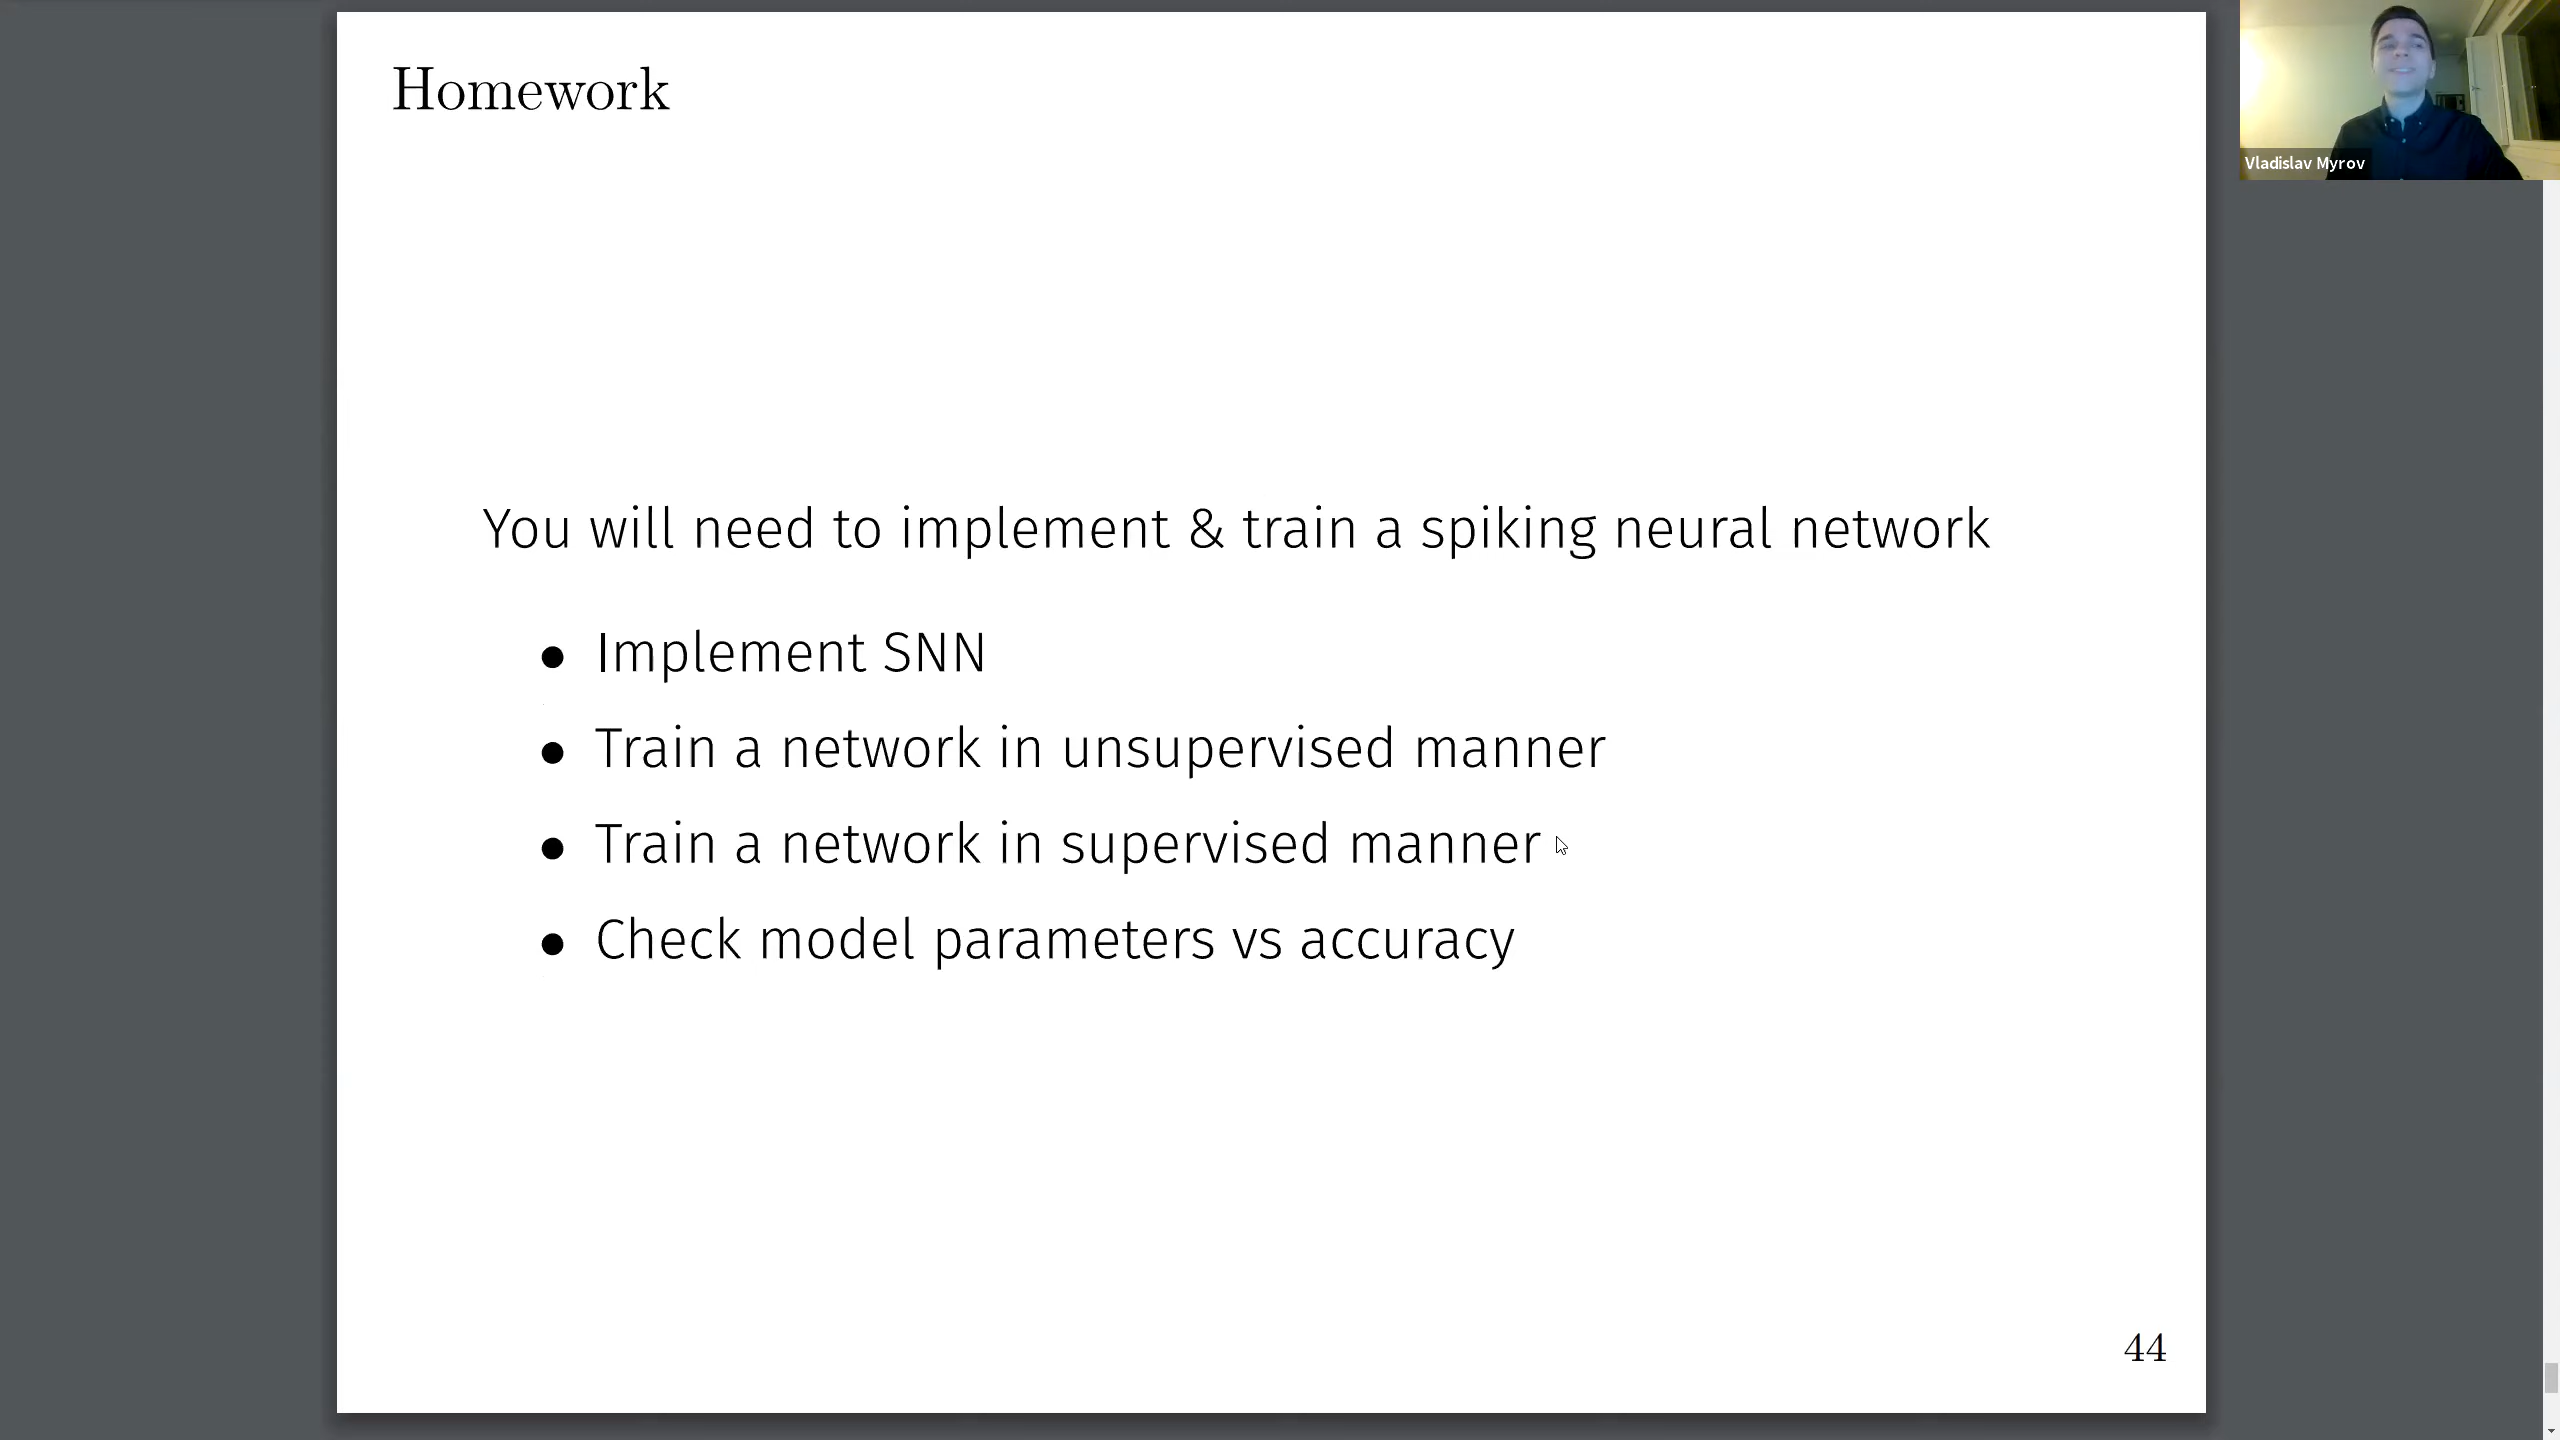 Homework
Vladislav Myrov
You will need to implement & train a spiking neural network
● Implement SNN
● Train a network in unsupervised manner
● Train a network in supervised manner
● Check model parameters vs accuracy
44